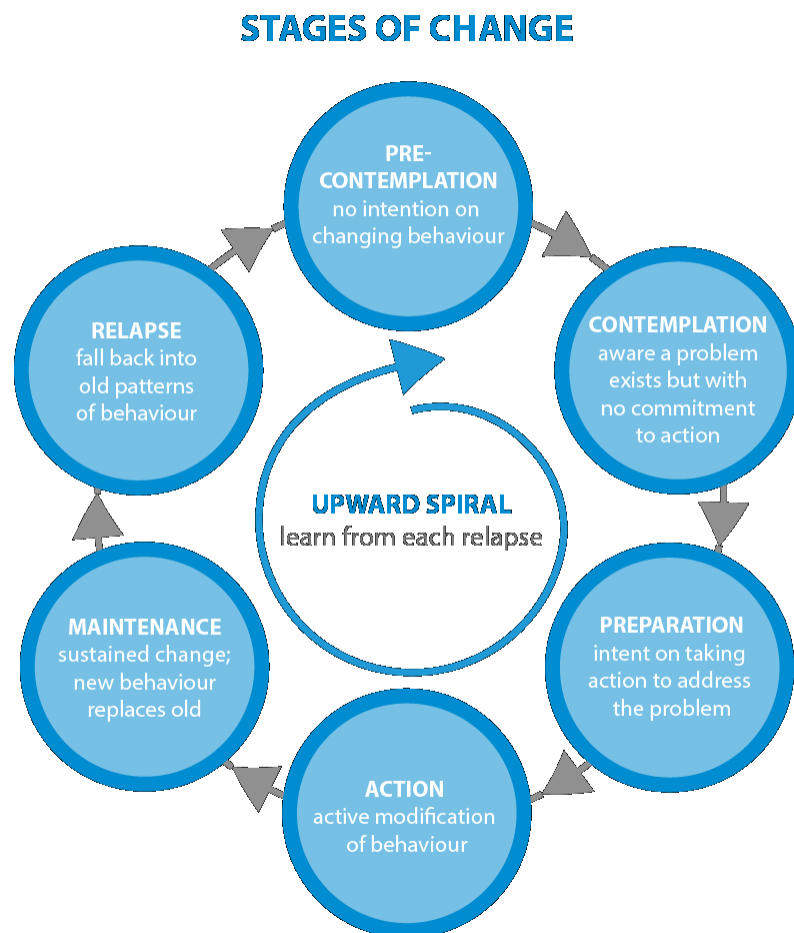 STAGES OF CHANGE
PRE-
CONTEMPLATION
no intention on
changing behaviour
CONTEMPLATION
aware a problem
exists but with
no commitment
to action
PREPARATION
intent on taking
action to address
the problem
ACTION
active modification
of behaviour
MAINTENANCE
sustained change;
new behaviour
replaces old
RELAPSE
fall back into
old patterns
of behaviour
UPWARD SPIRAL
learn from each relapse